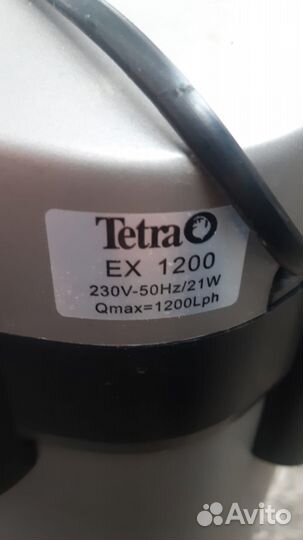 Tetra
EX 1200
230V-50Hz/21W
Qmax=1200Lph
Avito